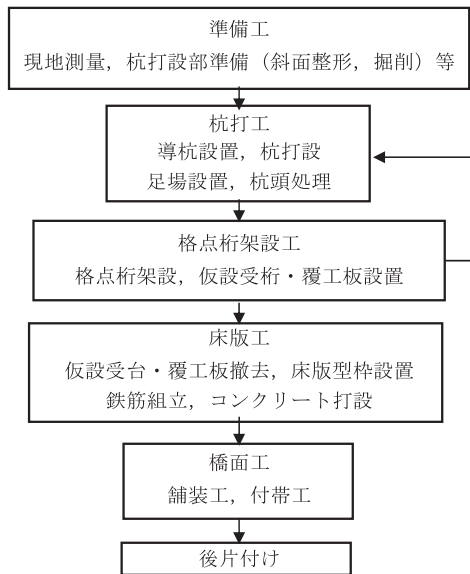 準備工
現地測量，杭打設部準備（斜面整形，掘削）等
杭打工
導杭設置，杭打設
足場設置，杭頭処理
格点桁架設工
格点桁架設，仮設受桁・覆工板設置
床版工
仮設受台・覆工板撤去，床版型枠設置
鉄筋組立，コンクリート打設
橋面工
舗装工，付帯工
後片付け